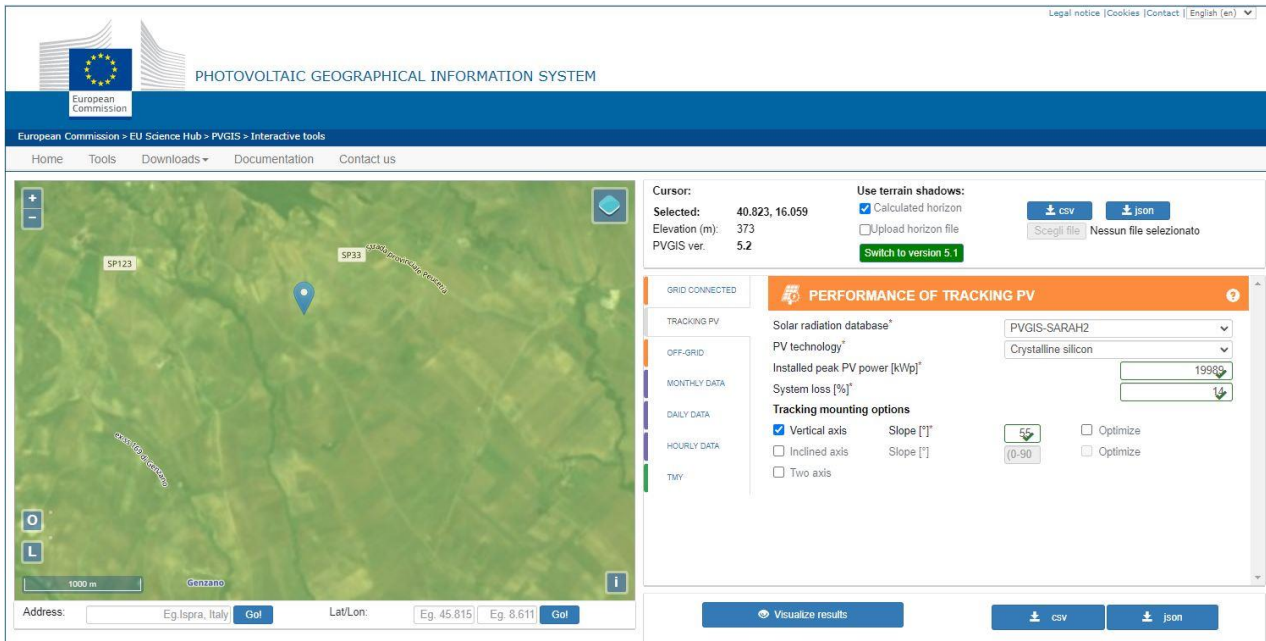 Legal notice |Cookies |Contact | English (en)
European
Commission
PHOTOVOLTAIC GEOGRAPHICAL INFORMATION SYSTEM
European Commission > EU Science Hub > PVGIS > Interactive tools
Home Tools Downloads Documentation Contact us
+
−
SP123
SP33
ex ss 169 di Genzano
O
L
1000 m
Genzano
i
Address: Eg.Ispra, Italy Go! Lat/Lon: Eg. 45.815 Eg. 8.611 Go!
Cursor:
Selected: 40.823, 16.059
Elevation (m): 373
PVGIS ver. 5.2
Use terrain shadows:
Calculated horizon
Upload horizon file
Switch to version 5.1
csv json
Scegli file Nessun file selezionato
GRID CONNECTED
TRACKING PV
OFF-GRID
MONTHLY DATA
DAILY DATA
HOURLY DATA
TMY
PERFORMANCE OF TRACKING PV ?
Solar radiation database* PVGIS-SARAH2
PV technology* Crystalline silicon
Installed peak PV power [kWp]* 19989
System loss [%]* 14
Tracking mounting options
Vertical axis Slope [°]* 55 Optimize
Inclined axis Slope [°] (0-90 Optimize
Two axis
Visualize results csv json